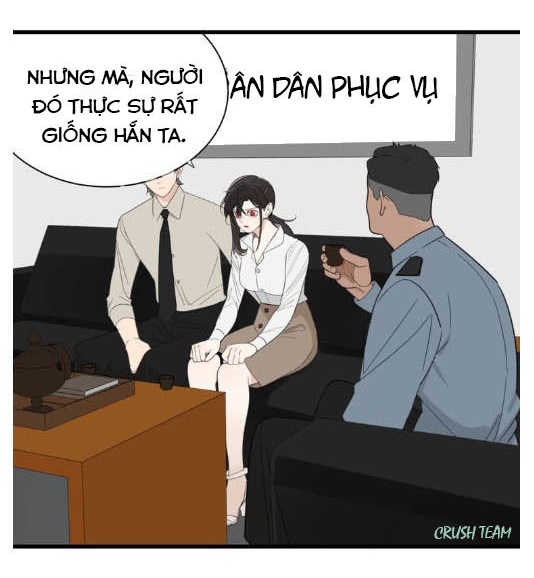 NHƯNG MÀ, NGƯỜI
ĐÓ THỰC SỰ RẤT
GIỐNG HẮN TA.
ÂN DÂN PHỤC VỤ
CRUSH TEAM